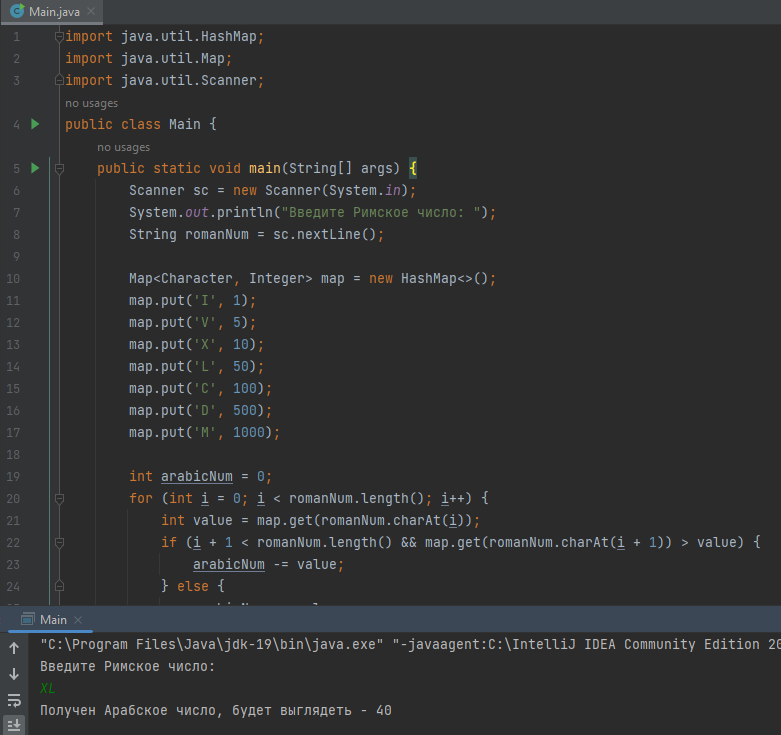 Main.java
1 import java.util.HashMap;
2 import java.util.Map;
3 import java.util.Scanner;
no usages
4 public class Main {
no usages
5 public static void main(String[] args) {
6 Scanner sc = new Scanner(System.in);
7 System.out.println("Введите Римское число: ");
8 String romanNum = sc.nextLine();
9
10 Map<Character, Integer> map = new HashMap<>();
11 map.put('I', 1);
12 map.put('V', 5);
13 map.put('X', 10);
14 map.put('L', 50);
15 map.put('C', 100);
16 map.put('D', 500);
17 map.put('M', 1000);
18
19 int arabicNum = 0;
20 for (int i = 0; i < romanNum.length(); i++) {
21 int value = map.get(romanNum.charAt(i));
22 if (i + 1 < romanNum.length() && map.get(romanNum.charAt(i + 1)) > value) {
23 arabicNum -= value;
24 } else {
Main
"C:\Program Files\Java\jdk-19\bin\java.exe" "-javaagent:C:\IntelliJ IDEA Community Edition 20
Введите Римское число:
XL
Получен Арабское число, будет выглядеть - 40